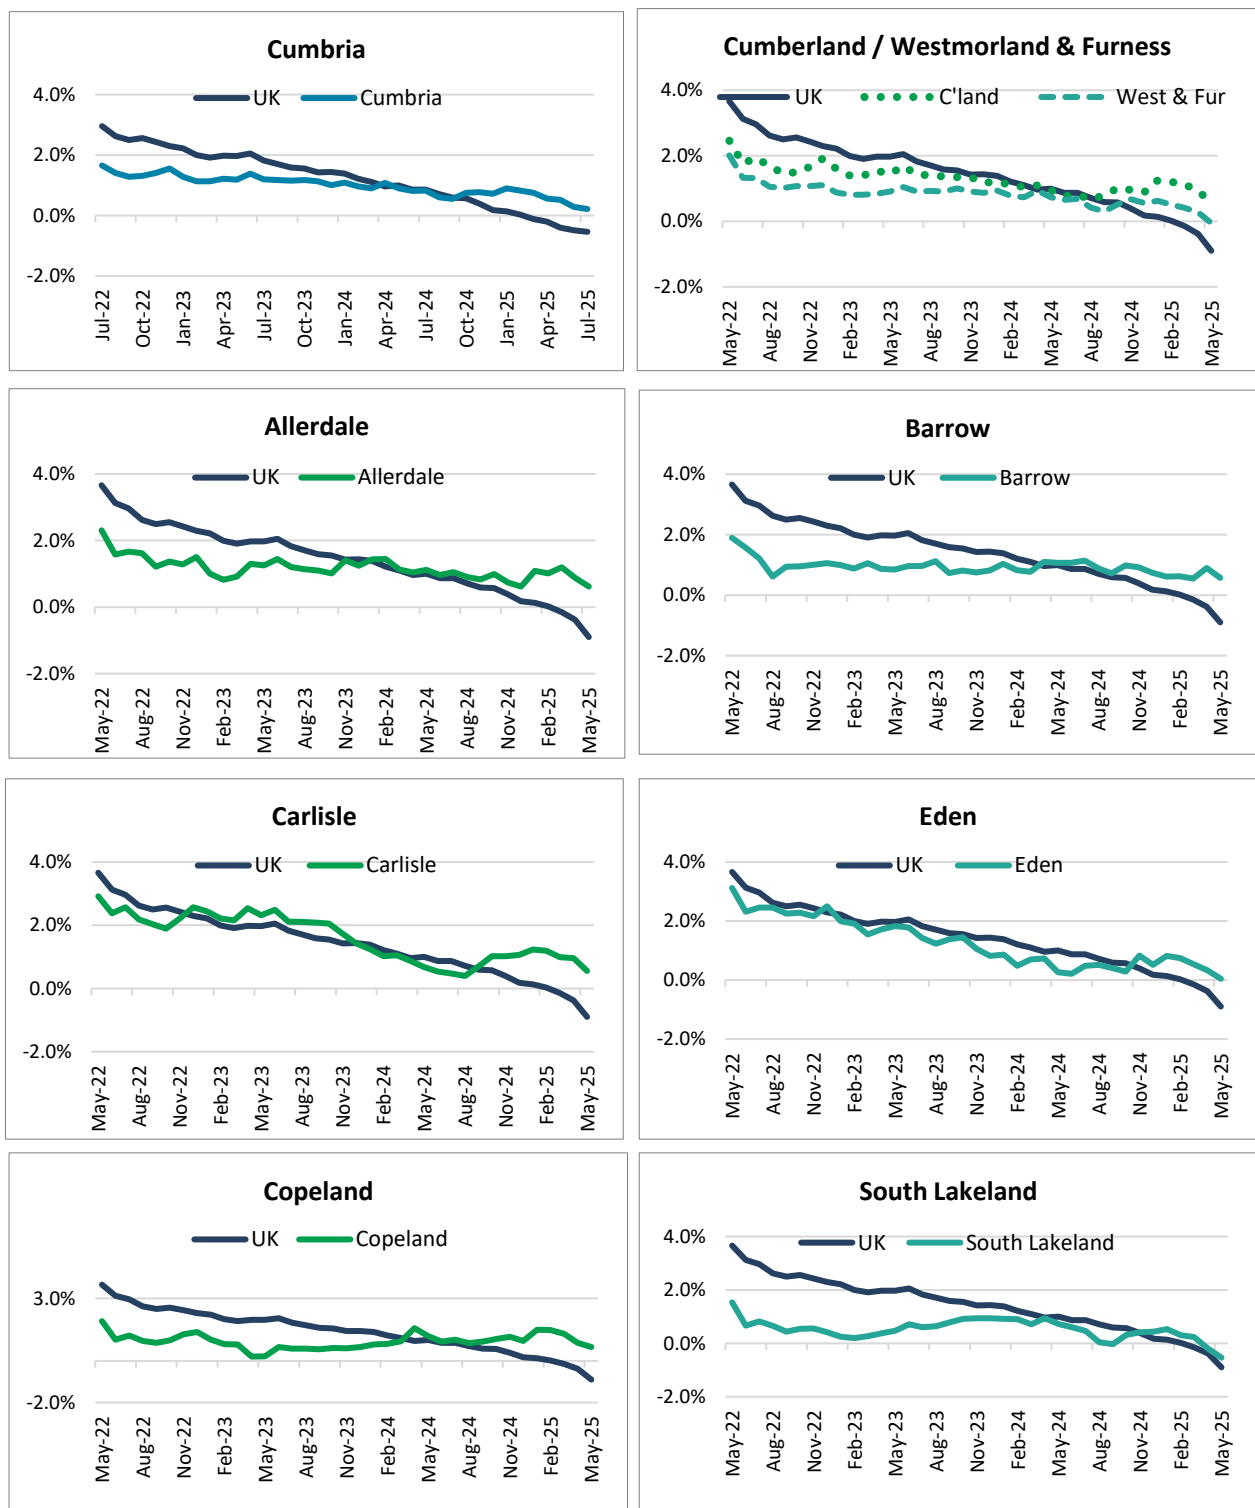 Cumbria
UK Cumbria
4.0%
2.0%
0.0%
-2.0%
Jul-22 Oct-22 Jan-23 Apr-23 Jul-23 Oct-23 Jan-24 Apr-24 Jul-24 Oct-24 Jan-25 Apr-25 Jul-25
Cumberland / Westmorland & Furness
UK C'land West & Fur
4.0%
2.0%
0.0%
-2.0%
May-22 Aug-22 Nov-22 Feb-23 May-23 Aug-23 Nov-23 Feb-24 May-24 Aug-24 Nov-24 Feb-25 May-25
Allerdale
UK Allerdale
4.0%
2.0%
0.0%
-2.0%
May-22 Aug-22 Nov-22 Feb-23 May-23 Aug-23 Nov-23 Feb-24 May-24 Aug-24 Nov-24 Feb-25 May-25
Barrow
UK Barrow
4.0%
2.0%
0.0%
-2.0%
May-22 Aug-22 Nov-22 Feb-23 May-23 Aug-23 Nov-23 Feb-24 May-24 Aug-24 Nov-24 Feb-25 May-25
Carlisle
UK Carlisle
4.0%
2.0%
0.0%
-2.0%
May-22 Aug-22 Nov-22 Feb-23 May-23 Aug-23 Nov-23 Feb-24 May-24 Aug-24 Nov-24 Feb-25 May-25
Eden
UK Eden
4.0%
2.0%
0.0%
-2.0%
May-22 Aug-22 Nov-22 Feb-23 May-23 Aug-23 Nov-23 Feb-24 May-24 Aug-24 Nov-24 Feb-25 May-25
Copeland
UK Copeland
3.0%
-2.0%
May-22 Aug-22 Nov-22 Feb-23 May-23 Aug-23 Nov-23 Feb-24 May-24 Aug-24 Nov-24 Feb-25 May-25
South Lakeland
UK South Lakeland
4.0%
2.0%
0.0%
-2.0%
May-22 Aug-22 Nov-22 Feb-23 May-23 Aug-23 Nov-23 Feb-24 May-24 Aug-24 Nov-24 Feb-25 May-25